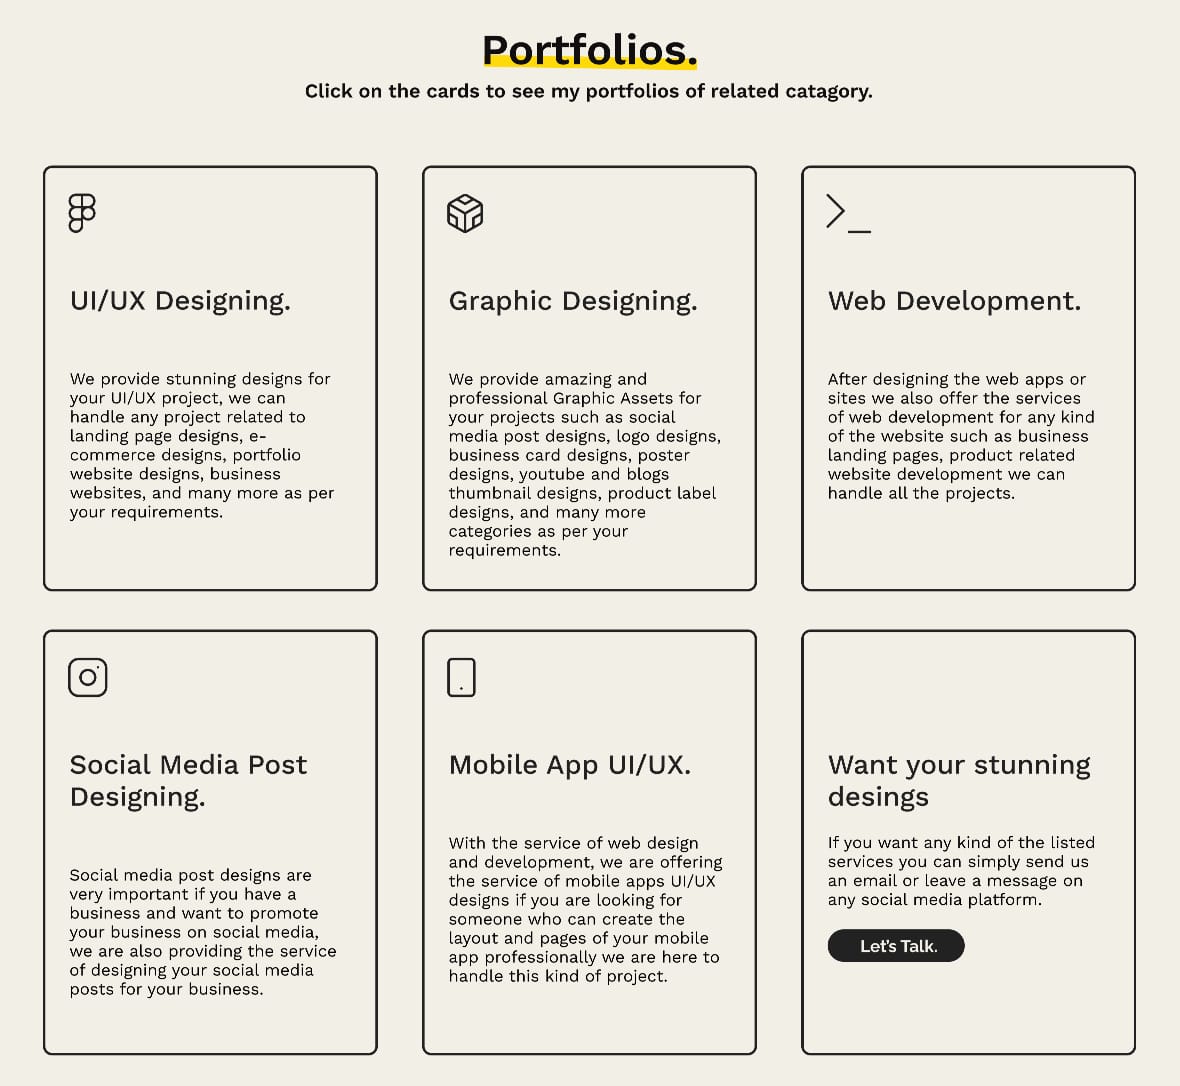 Portfolios.
Click on the cards to see my portfolios of related catagory.
UI/UX Designing.
We provide stunning designs for
your UI/UX project, we can
handle any project related to
landing page designs, e-
commerce designs, portfolio
website designs, business
websites, and many more as per
your requirements.
Graphic Designing.
We provide amazing and
professional Graphic Assets for
your projects such as social
media post designs, logo designs,
business card designs, poster
designs, youtube and blogs
thumbnail designs, product label
designs, and many more
categories as per your
requirements.
Web Development.
After designing the web apps or
sites we also offer the services
of web development for any kind
of the website such as business
landing pages, product related
website development we can
handle all the projects.
Social Media Post
Designing.
Social media post designs are
very important if you have a
business and want to promote
your business on social media,
we are also providing the service
of designing your social media
posts for your business.
Mobile App UI/UX.
With the service of web design
and development, we are offering
the service of mobile apps UI/UX
designs if you are looking for
someone who can create the
layout and pages of your mobile
app professionally we are here to
handle this kind of project.
Want your stunning
desings
If you want any kind of the listed
services you can simply send us
an email or leave a message on
any social media platform.
Let's Talk.